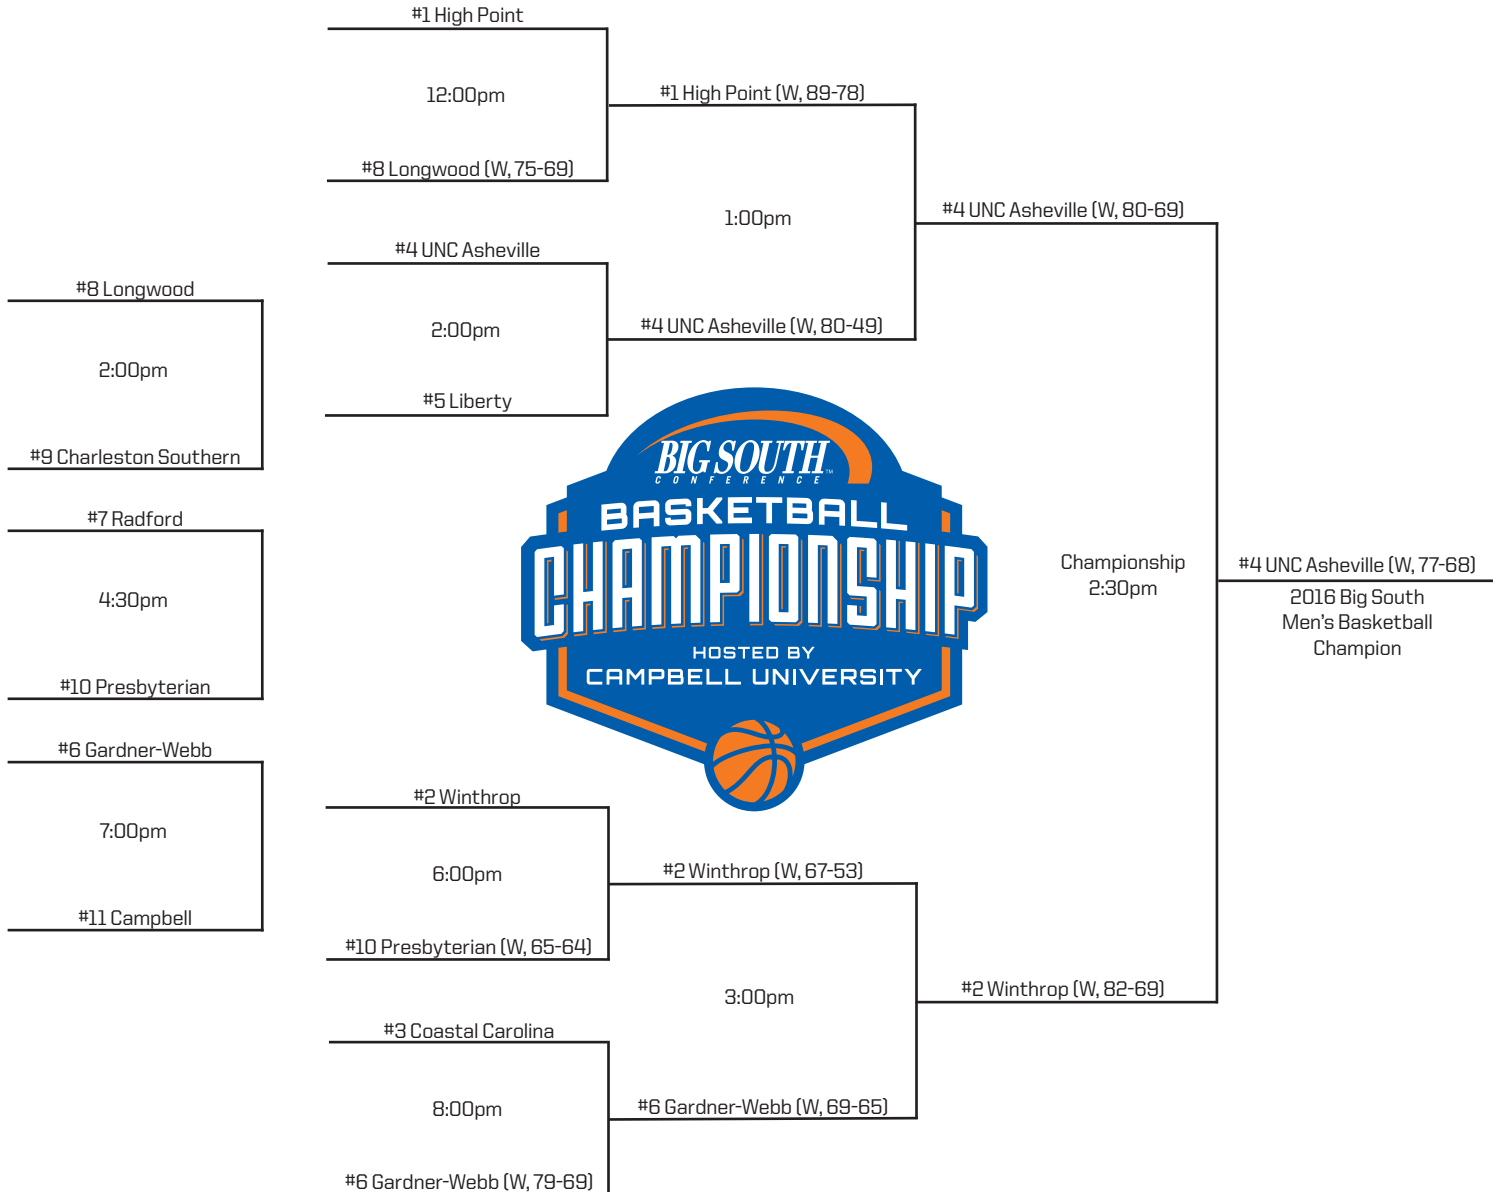 #1 High Point
12:00pm
#8 Longwood (W, 75-69)
#1 High Point (W, 89-78)
1:00pm
#4 UNC Asheville
2:00pm
#5 Liberty
#4 UNC Asheville (W, 80-49)
#4 UNC Asheville (W, 80-69)
#8 Longwood
2:00pm
#9 Charleston Southern
#7 Radford
4:30pm
#10 Presbyterian
#6 Gardner-Webb
7:00pm
#11 Campbell
BIG SOUTH™
CONFERENCE
BASKETBALL
CHAMPIONSHIP
HOSTED BY
CAMPBELL UNIVERSITY
Championship
2:30pm
#4 UNC Asheville (W, 77-68)
2016 Big South
Men's Basketball
Champion
#2 Winthrop
6:00pm
#10 Presbyterian (W, 65-64)
#2 Winthrop (W, 67-53)
3:00pm
#2 Winthrop (W, 82-69)
#3 Coastal Carolina
8:00pm
#6 Gardner-Webb (W, 79-69)
#6 Gardner-Webb (W, 69-65)